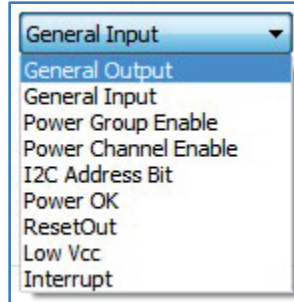 General Input
General Output
General Input
Power Group Enable
Power Channel Enable
I2C Address Bit
Power OK
ResetOut
Low Vcc
Interrupt